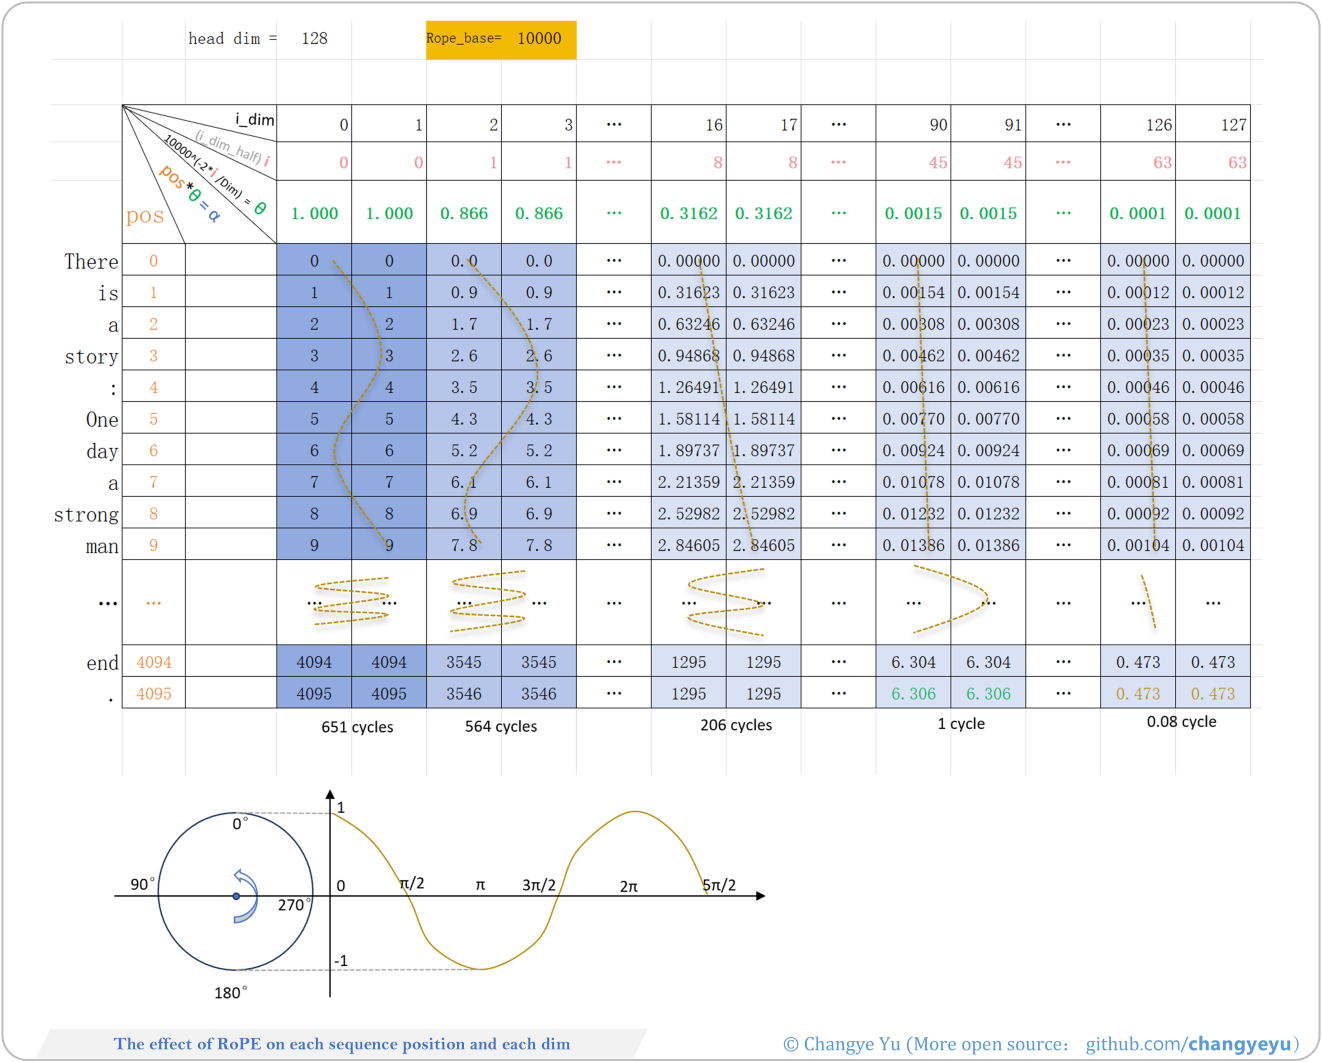 head dim = 128 Rope_base= 10000
i_dim 0 1 2 3 ... 16 17 ... 90 91 ... 126 127
(i_dim_half) i 0 0 1 1 ... 8 8 ... 45 45 ... 63 63
10000^(-2*i /Dim) = θ 1.000 1.000 0.866 0.866 ... 0.3162 0.3162 ... 0.0015 0.0015 ... 0.0001 0.0001
pos*θ = α
pos
There 0 0 0 0.0 0.0 ... 0.00000 0.00000 ... 0.00000 0.00000 ... 0.00000 0.00000
is 1 1 1 0.9 0.9 ... 0.31623 0.31623 ... 0.00154 0.00154 ... 0.00012 0.00012
a 2 2 2 1.7 1.7 ... 0.63246 0.63246 ... 0.00308 0.00308 ... 0.00023 0.00023
story 3 3 3 2.6 2.6 ... 0.94868 0.94868 ... 0.00462 0.00462 ... 0.00035 0.00035
: 4 4 4 3.5 3.5 ... 1.26491 1.26491 ... 0.00616 0.00616 ... 0.00046 0.00046
One 5 5 5 4.3 4.3 ... 1.58114 1.58114 ... 0.00770 0.00770 ... 0.00058 0.00058
day 6 6 6 5.2 5.2 ... 1.89737 1.89737 ... 0.00924 0.00924 ... 0.00069 0.00069
a 7 7 7 6.1 6.1 ... 2.21359 2.21359 ... 0.01078 0.01078 ... 0.00081 0.00081
strong 8 8 8 6.9 6.9 ... 2.52982 2.52982 ... 0.01232 0.01232 ... 0.00092 0.00092
man 9 9 9 7.8 7.8 ... 2.84605 2.84605 ... 0.01386 0.01386 ... 0.00104 0.00104
... ... ... ... ... ... ... ... ... ... ... ... ... ... ...
end 4094 4094 4094 3545 3545 ... 1295 1295 ... 6.304 6.304 ... 0.473 0.473
. 4095 4095 4095 3546 3546 ... 1295 1295 ... 6.306 6.306 ... 0.473 0.473
651 cycles 564 cycles 206 cycles 1 cycle 0.08 cycle
1
0°
90° 0 π/2 π 3π/2 2π 5π/2
270°
-1
180°
The effect of RoPE on each sequence position and each dim
© Changye Yu (More open source: github.com/changyeyu)